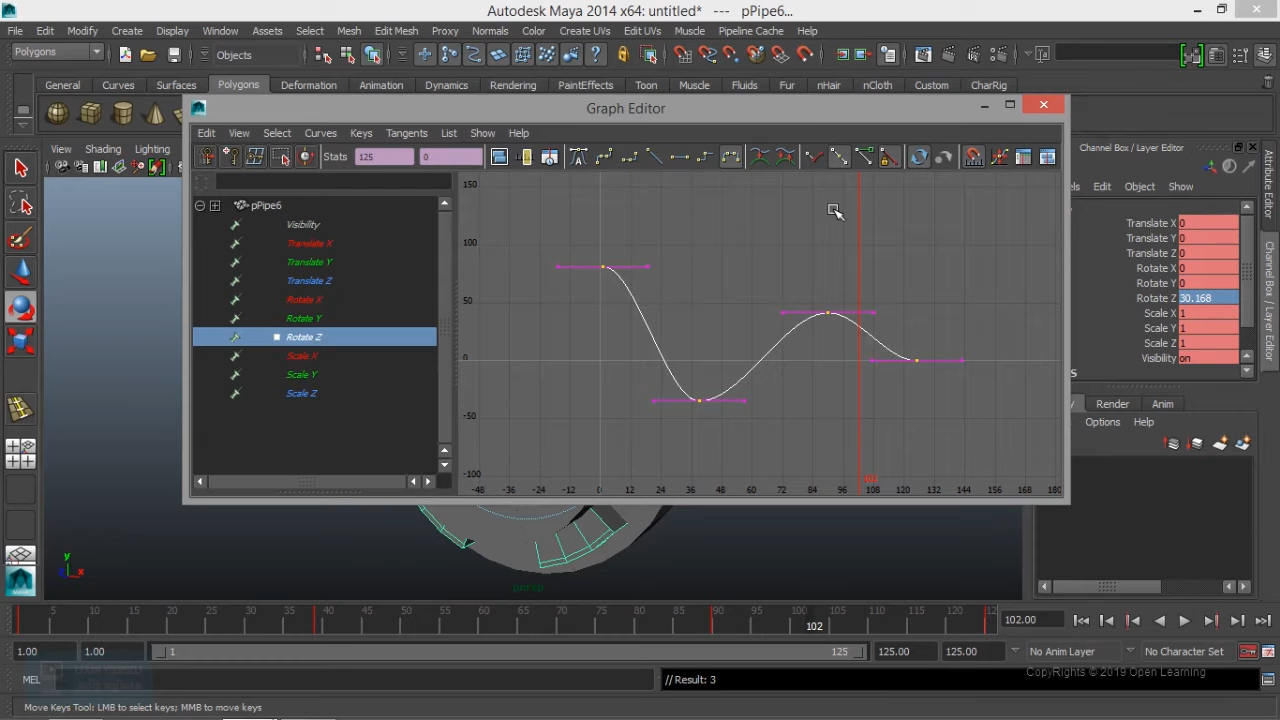 Autodesk Maya 2014 x64: untitled* --- pPipe6...
File Edit Modify Create Display Window Assets Select Mesh Edit Mesh Proxy Normals Color Create UVs Edit UVs Muscle Pipeline Cache Help
Polygons Objects
General Curves Surfaces Polygons Deformation Animation Dynamics Rendering PaintEffects Toon Muscle Fluids Fur nHair nCloth Custom CharRig
Graph Editor
View Shading Lighting
Edit View Select Curves Keys Tangents List Show Help
Stats 125 0
Channel Box / Layer Editor
Edit Object Show
pPipe6
Visibility
Translate X
Translate Y
Translate Z
Rotate X
Rotate Y
Rotate Z
Scale X
Scale Y
Scale Z
150
100
50
0
-50
-100
-48 -36 -24 -12 0 12 24 36 48 60 72 84 96 106 120 132 144 156 168 180
Translate X 0
Translate Y 0
Translate Z 0
Rotate X 0
Rotate Y 0
Rotate Z 30.168
Scale X 1
Scale Y 1
Scale Z 1
Visibility on
Render Anim
Options Help
Attribute Editor
Channel Box / Layer Editor
y
x
persp
5 10 15 20 25 30 35 40 45 50 55 60 65 70 75 80 85 90 95 100 105 110 115 120 12
102
102.00
1.00 1.00 1 125 125.00 125.00 No Anim Layer No Character Set
MEL // Result: 3
CopyRights © 2019 Open Learning
Move Keys Tool: LMB to select keys; MMB to move keys